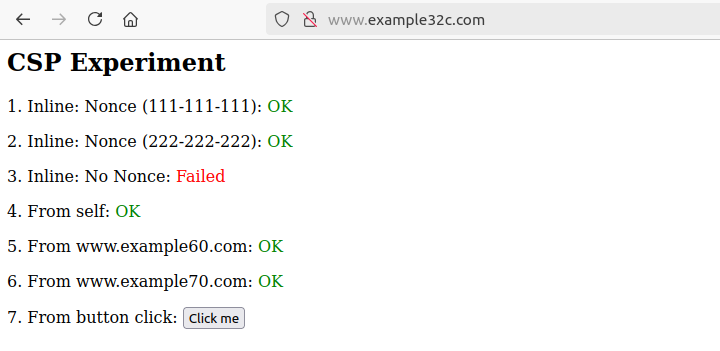 www.example32c.com
CSP Experiment
1. Inline: Nonce (111-111-111): OK
2. Inline: Nonce (222-222-222): OK
3. Inline: No Nonce: Failed
4. From self: OK
5. From www.example60.com: OK
6. From www.example70.com: OK
7. From button click: Click me